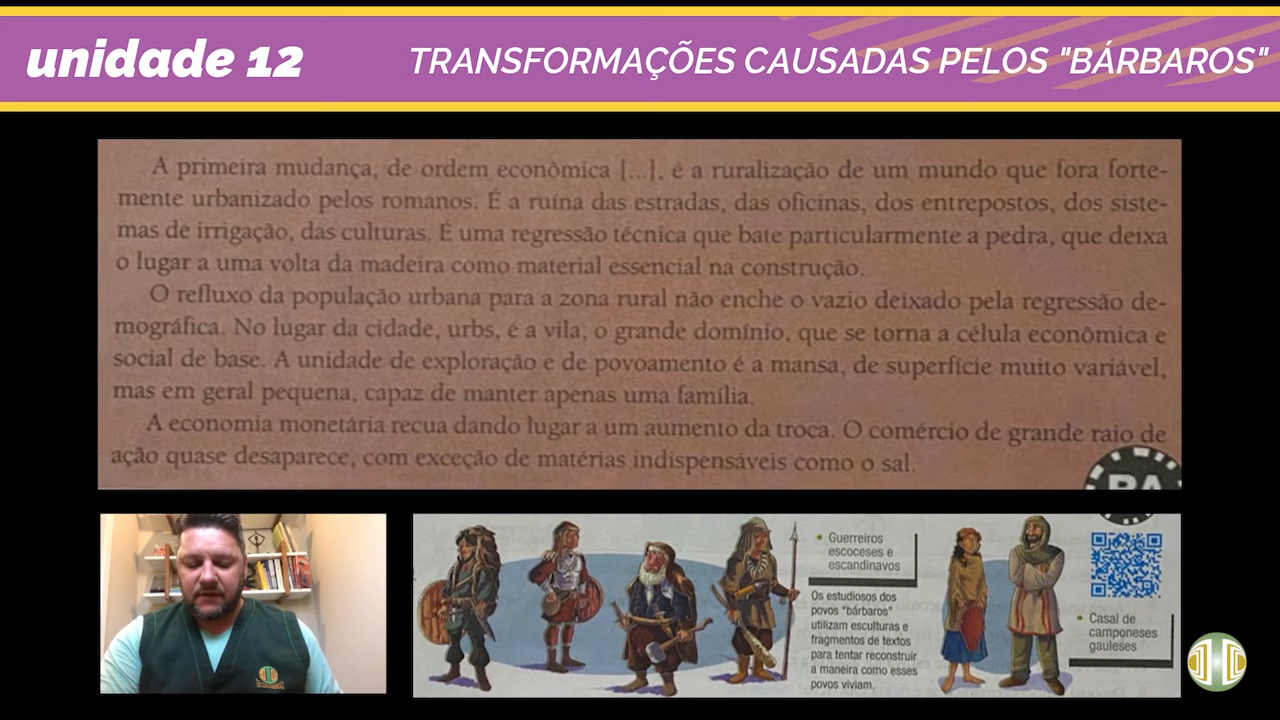 unidade 12
TRANSFORMAÇÕES CAUSADAS PELOS "BÁRBAROS"
A primeira mudança, de ordem econômica [...], é a ruralização de um mundo que fora forte-
mente urbanizado pelos romanos. É a ruína das estradas, das oficinas, dos entrepostos, dos siste-
mas de irrigação, das culturas. É uma regressão técnica que bate particularmente a pedra, que deixa
o lugar a uma volta da madeira como material essencial na construção.
O refluxo da população urbana para a zona rural não enche o vazio deixado pela regressão de-
mográfica. No lugar da cidade, urbs, é a vila, o grande domínio, que se torna a célula econômica e
social de base. A unidade de exploração e de povoamento é a mansa, de superfície muito variável,
mas em geral pequena, capaz de manter apenas uma família.
A economia monetária recua dando lugar a um aumento da troca. O comércio de grande raio de
ação quase desaparece, com exceção de matérias indispensáveis como o sal.
• Guerreiros
escoceses e
escandinavos
Os estudiosos dos
povos "bárbaros"
utilizam esculturas e
fragmentos de textos
para tentar reconstruir
a maneira como esses
povos viviam.
• Casal de
camponeses
gauleses